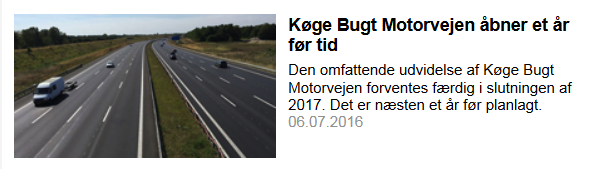 Køge Bugt Motorvejen åbner et år
før tid
Den omfattende udvidelse af Køge Bugt
Motorvejen forventes færdig i slutningen af
2017. Det er næsten et år før planlagt.
06.07.2016